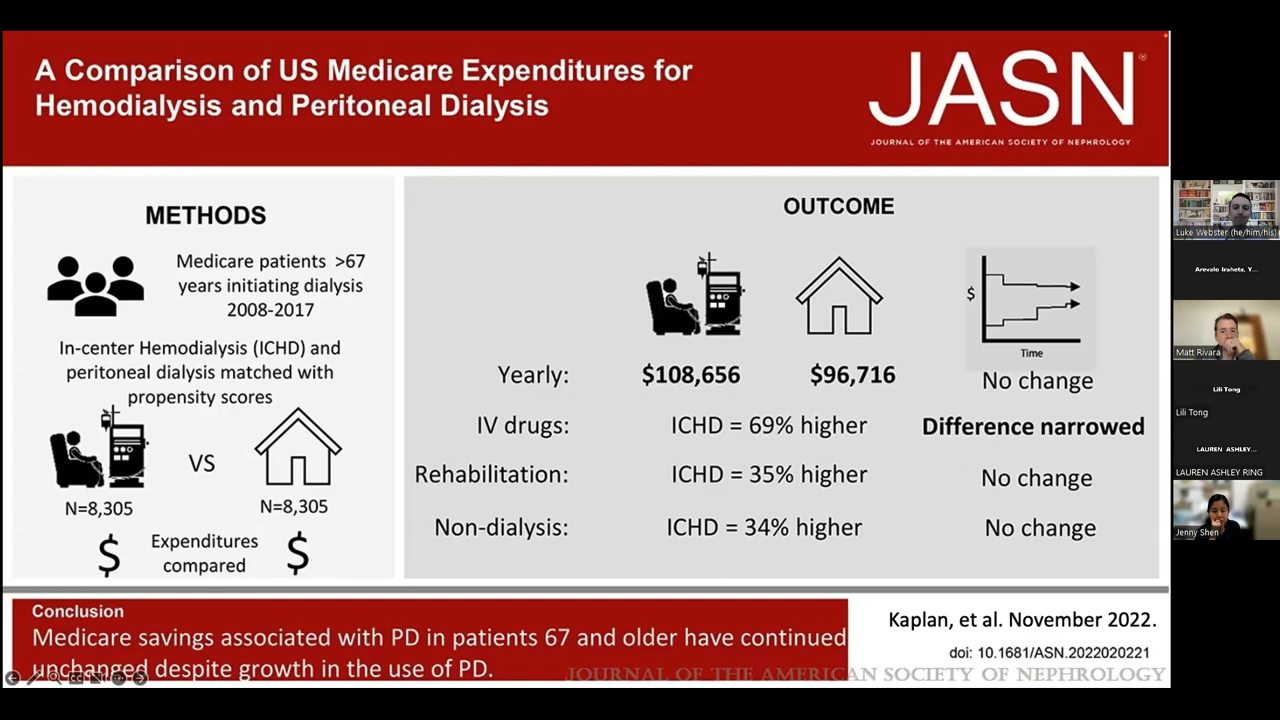 A Comparison of US Medicare Expenditures for
Hemodialysis and Peritoneal Dialysis
JASN
®
JOURNAL OF THE AMERICAN SOCIETY OF NEPHROLOGY
METHODS
Medicare patients >67
years initiating dialysis
2008-2017
In-center Hemodialysis (ICHD) and
peritoneal dialysis matched with
propensity scores
VS
N=8,305
N=8,305
$ Expenditures $
compared
OUTCOME
$
Time
Yearly: $108,656 $96,716 No change
IV drugs: ICHD = 69% higher Difference narrowed
Rehabilitation: ICHD = 35% higher No change
Non-dialysis: ICHD = 34% higher No change
Conclusion
Medicare savings associated with PD in patients 67 and older have continued
unchanged despite growth in the use of PD.
Kaplan, et al. November 2022.
doi: 10.1681/ASN.2022020221
JOURNAL OF THE AMERICAN SOCIETY OF NEPHROLOGY
Luke Webster (he/him/his)
Arevalo Iraheta, Y...
Matt Rivara
Lili Tong
Lili Tong
LAUREN ASHLEY...
LAUREN ASHLEY RING
Jenny Shen